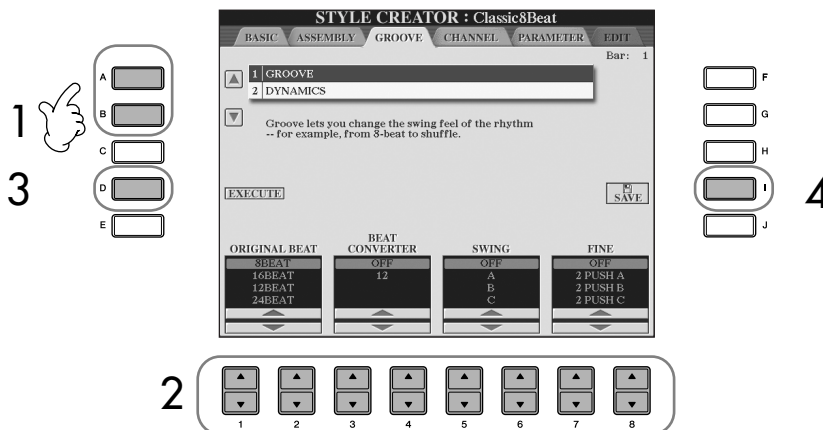 STYLE CREATOR : Classic8Beat
BASIC ASSEMBLY GROOVE CHANNEL PARAMETER EDIT
Bar: 1
1 GROOVE
2 DYNAMICS
Groove lets you change the swing feel of the rhythm
-- for example, from 8-beat to shuffle.
EXECUTE
SAVE
ORIGINAL BEAT
8BEAT
16BEAT
12BEAT
24BEAT
BEAT
CONVERTER
OFF
12
SWING
OFF
A
B
C
FINE
OFF
2 PUSH A
2 PUSH B
2 PUSH C
A
B
C
D
E
F
G
H
I
J
1
3
4
2
1 2 3 4 5 6 7 8